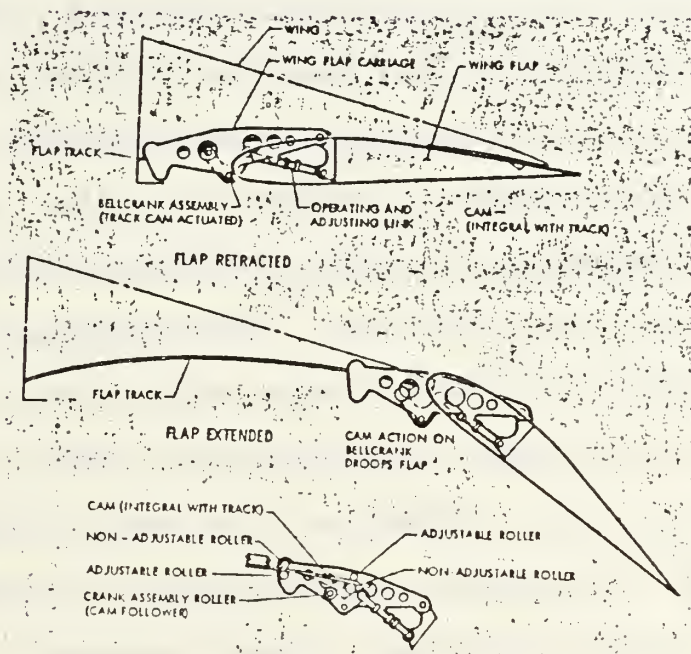 WING
WING FLAP CARRIAGE
WING FLAP
FLAP TRACK
BELLCRANK ASSEMBLY
(TRACK CAM ACTUATED)
OPERATING AND
ADJUSTING LINK
CAM—
(INTEGRAL WITH TRACK)
FLAP RETRACTED
FLAP TRACK
FLAP EXTENDED
CAM ACTION ON
BELLCRANK
DROOPS FLAP
CAM (INTEGRAL WITH TRACK)
NON-ADJUSTABLE ROLLER
ADJUSTABLE ROLLER
ADJUSTABLE ROLLER
NON-ADJUSTABLE ROLLER
CRANK ASSEMBLY ROLLER
(CAM FOLLOWER)